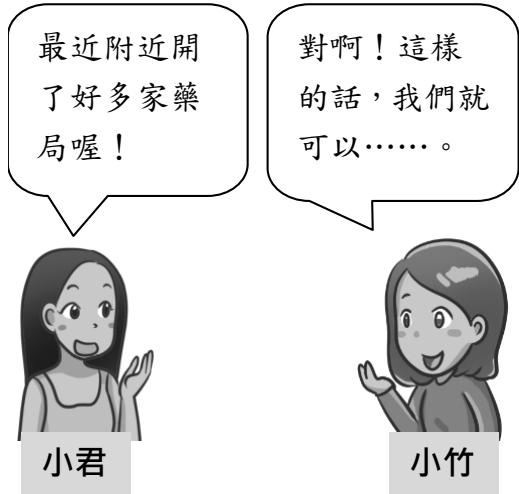 最近附近開
了好多家藥
局喔！
對啊！這樣
的話，我們就
可以……。
小君
小竹